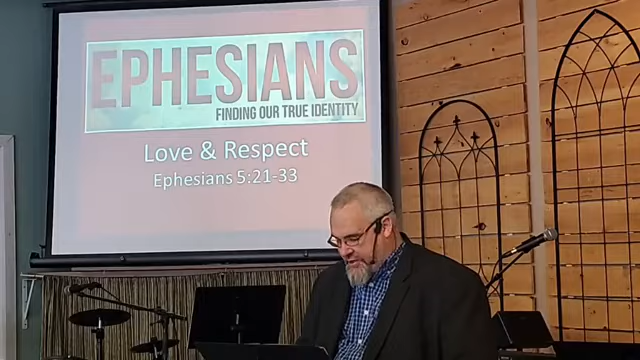 EPHESIANS
FINDING OUR TRUE IDENTITY
Love & Respect
Ephesians 5:21-33